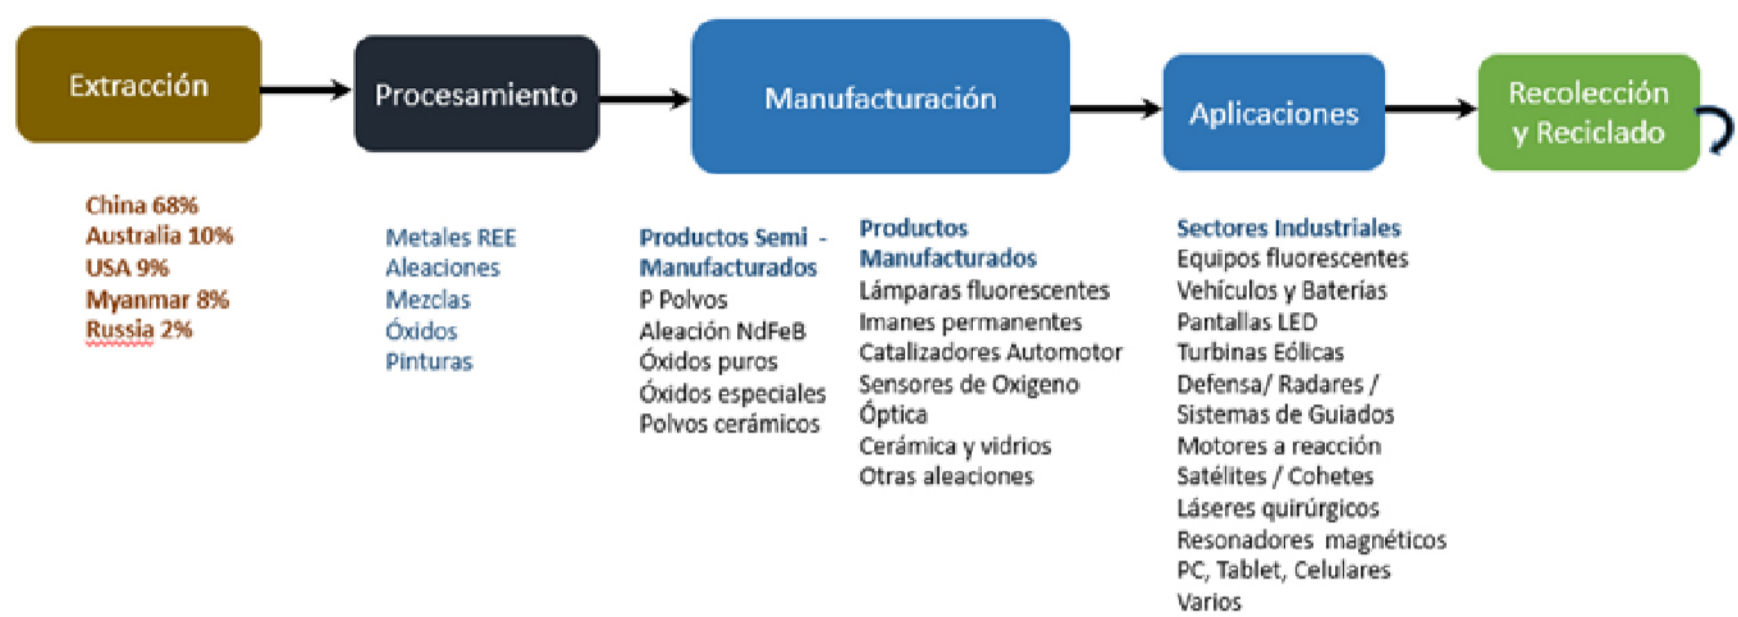 Extracción
Procesamiento
Manufacturación
Aplicaciones
Recolección
y Reciclado
China 68%
Australia 10%
USA 9%
Myanmar 8%
Russia 2%
Metales REE
Aleaciones
Mezclas
Óxidos
Pinturas
Productos Semi -
Manufacturados
P Polvos
Aleación NdFeB
Óxidos puros
Óxidos especiales
Polvos cerámicos
Productos
Manufacturados
Lámparas fluorescentes
Imanes permanentes
Catalizadores Automotor
Sensores de Oxigeno
Óptica
Cerámica y vidrios
Otras aleaciones
Sectores Industriales
Equipos fluorescentes
Vehículos y Baterías
Pantallas LED
Turbinas Eólicas
Defensa/ Radares /
Sistemas de Guiados
Motores a reacción
Satélites / Cohetes
Láseres quirúrgicos
Resonadores magnéticos
PC, Tablet, Celulares
Varios